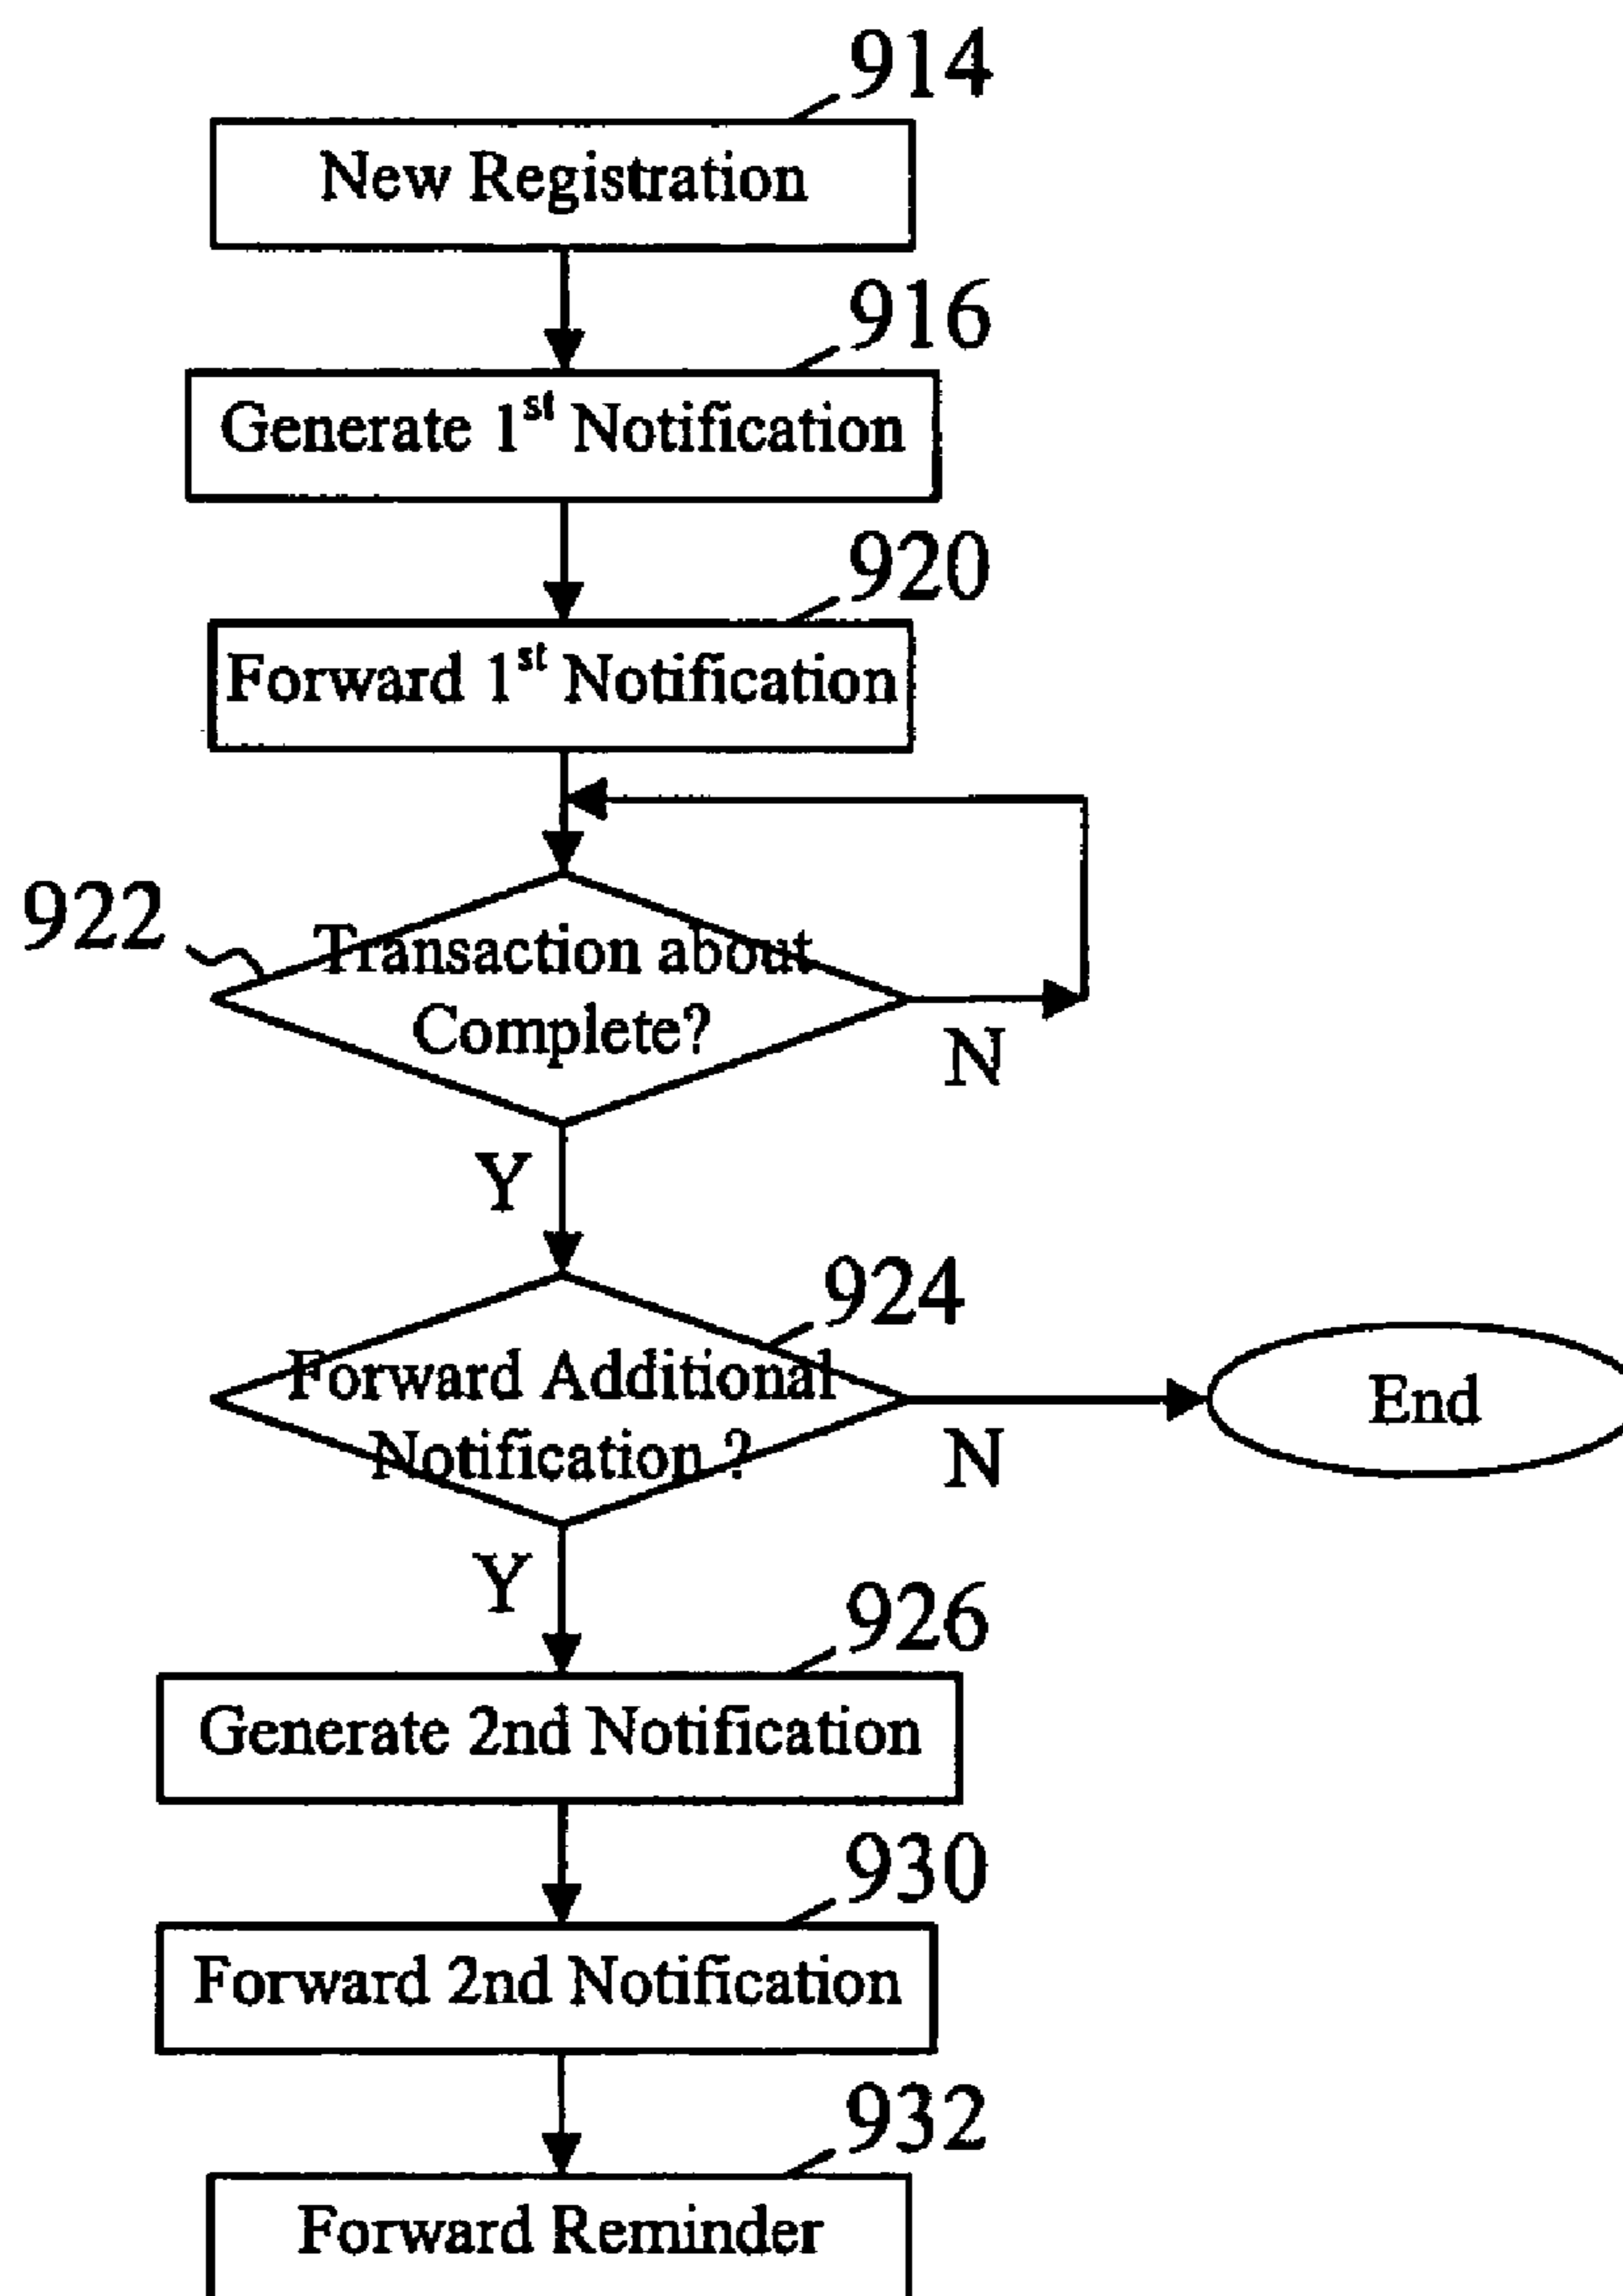 914
New Registration
916
Generate 1st Notification
920
Forward 1st Notification
922
Transaction about
Complete?
N
Y
924
Forward Additional
Notification ?
N
End
Y
926
Generate 2nd Notification
930
Forward 2nd Notification
932
Forward Reminder